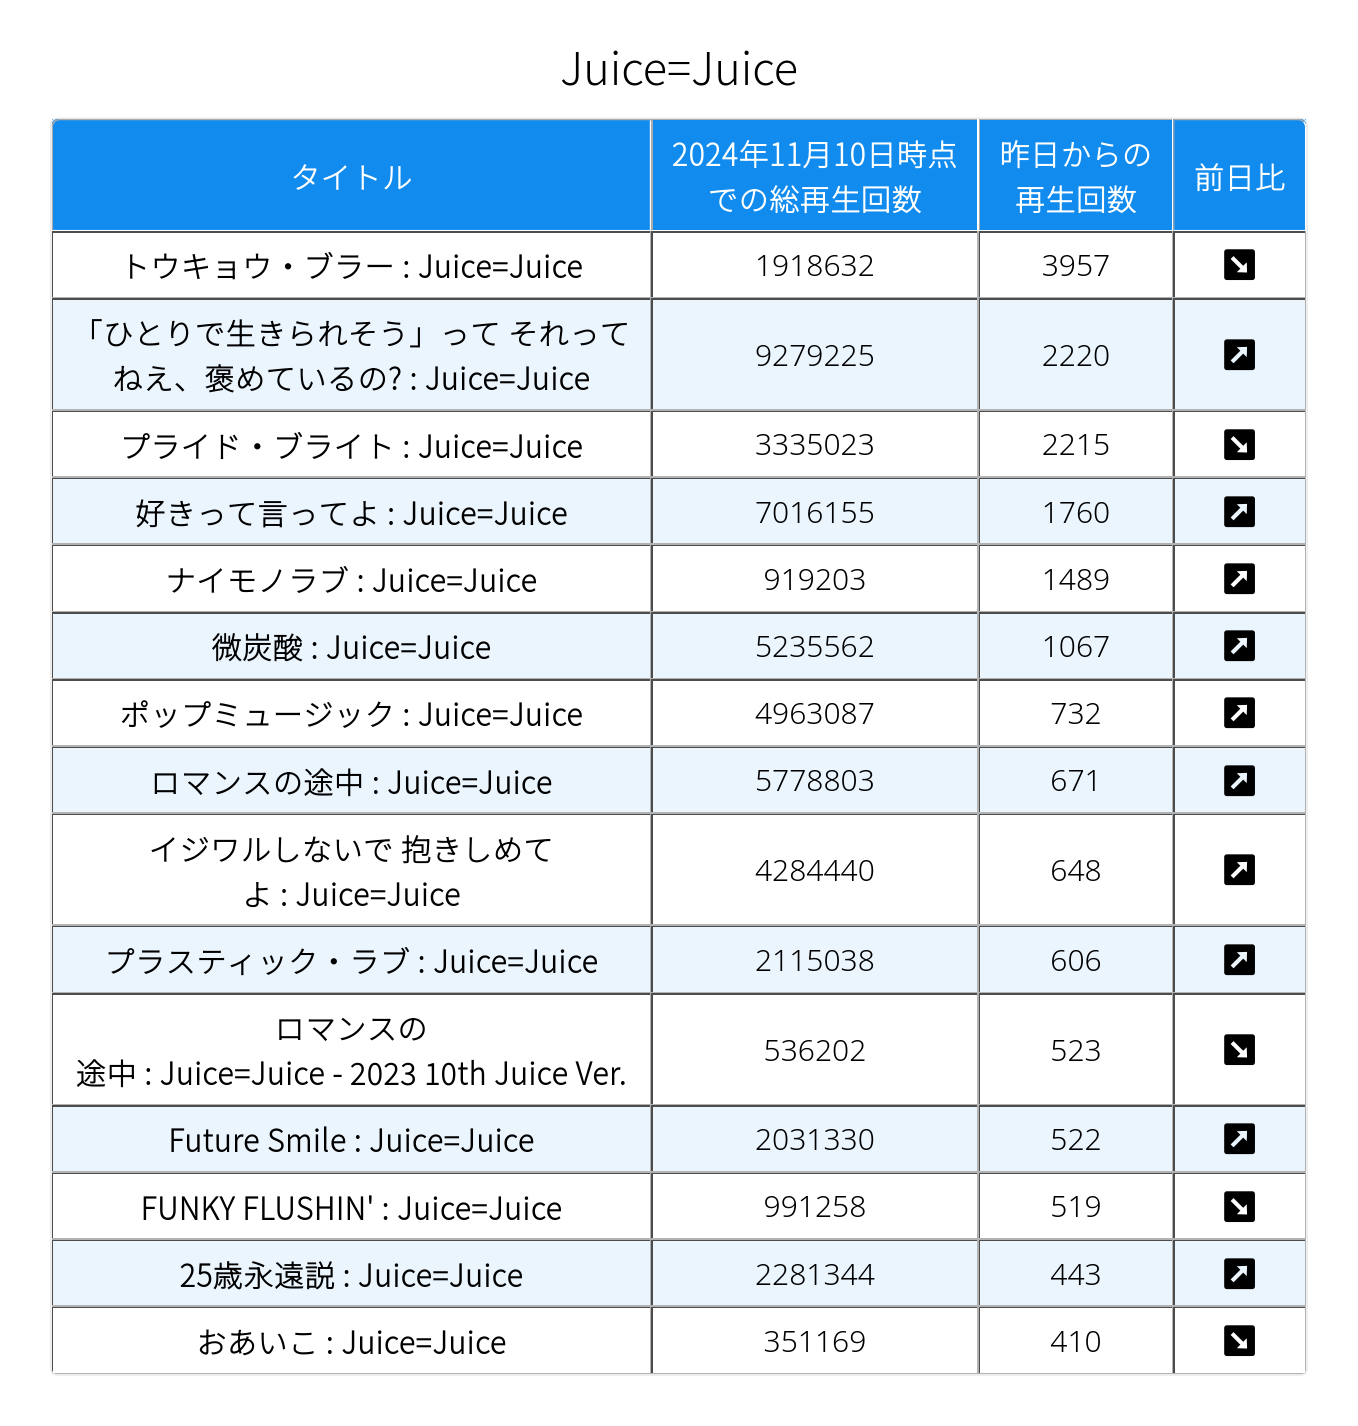 Juice=Juice
タイトル
2024年11月10日時点
での総再生回数
昨日からの
再生回数
前日比
トウキョウ・ブラー : Juice=Juice
1918632
3957
「ひとりで生きられそう」って それって
ねえ、褒めているの? : Juice=Juice
9279225
2220
プライド・ブライト : Juice=Juice
3335023
2215
好きって言ってよ : Juice=Juice
7016155
1760
ナイモノラブ : Juice=Juice
919203
1489
微炭酸 : Juice=Juice
5235562
1067
ポップミュージック : Juice=Juice
4963087
732
ロマンスの途中 : Juice=Juice
5778803
671
イジワルしないで 抱きしめて
よ : Juice=Juice
4284440
648
プラスティック・ラブ : Juice=Juice
2115038
606
ロマンスの
途中 : Juice=Juice - 2023 10th Juice Ver.
536202
523
Future Smile : Juice=Juice
2031330
522
FUNKY FLUSHIN' : Juice=Juice
991258
519
25歳永遠説 : Juice=Juice
2281344
443
おあいこ : Juice=Juice
351169
410